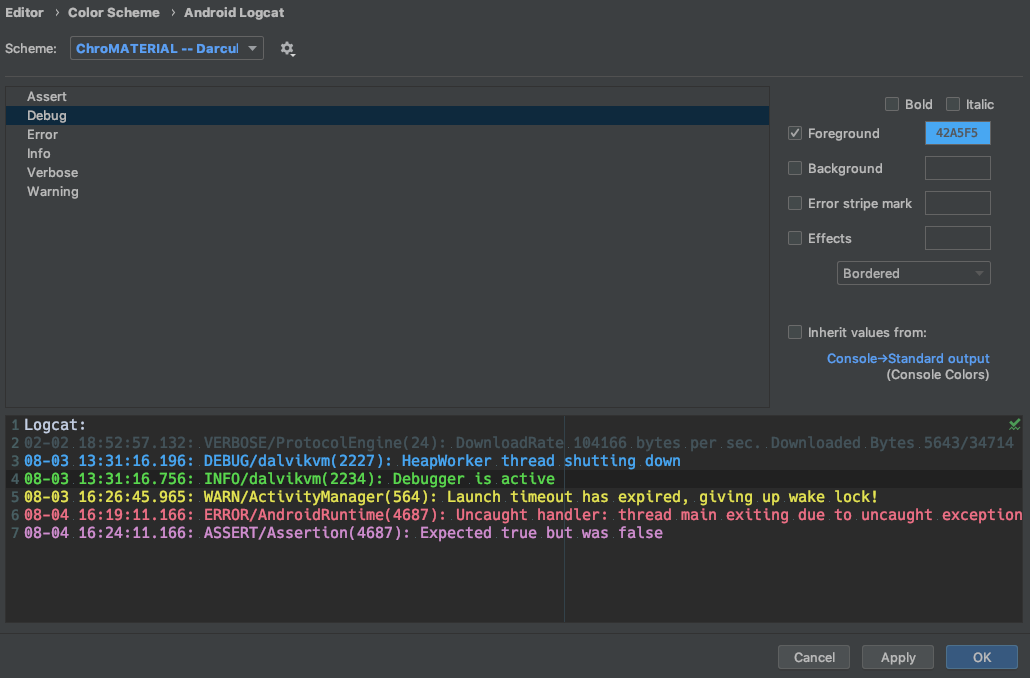 Editor › Color Scheme › Android Logcat
Scheme: ChroMATERIAL -- Darcul
Assert
Debug
Error
Info
Verbose
Warning
Bold Italic
Foreground 42A5F5
Background
Error stripe mark
Effects
Bordered
Inherit values from:
Console→Standard output
(Console Colors)
1 Logcat:
2 02-02 18:52:57.132: VERBOSE/ProtocolEngine(24): DownloadRate 104166 bytes per sec. Downloaded Bytes 5643/34714
3 08-03 13:31:16.196: DEBUG/dalvikvm(2227): HeapWorker thread shutting down
4 08-03 13:31:16.756: INFO/dalvikvm(2234): Debugger is active
5 08-03 16:26:45.965: WARN/ActivityManager(564): Launch timeout has expired, giving up wake lock!
6 08-04 16:19:11.166: ERROR/AndroidRuntime(4687): Uncaught handler: thread main exiting due to uncaught exception
7 08-04 16:24:11.166: ASSERT/Assertion(4687): Expected true but was false
Cancel Apply OK